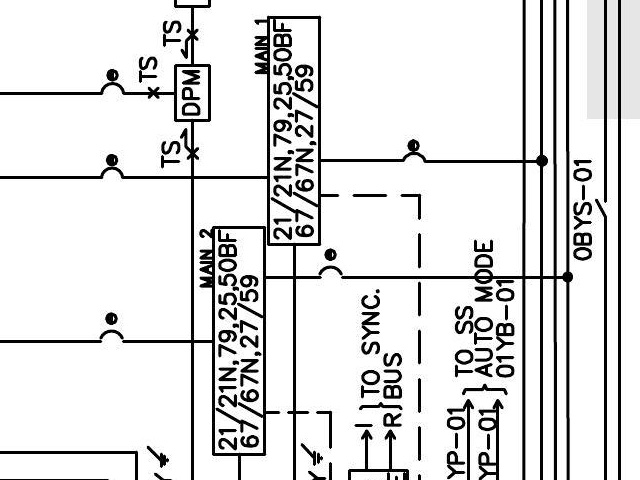 TS
TS
DPM
TS
MAIN 1
21/21N,79,25,50BF
67/67N,27/59
MAIN 2
21/21N,79,25,50BF
67/67N,27/59
0BYS-01
I
R
TO SYNC.
BUS
TO SS
AUTO MODE
01YB-01
YP-01
YP-01